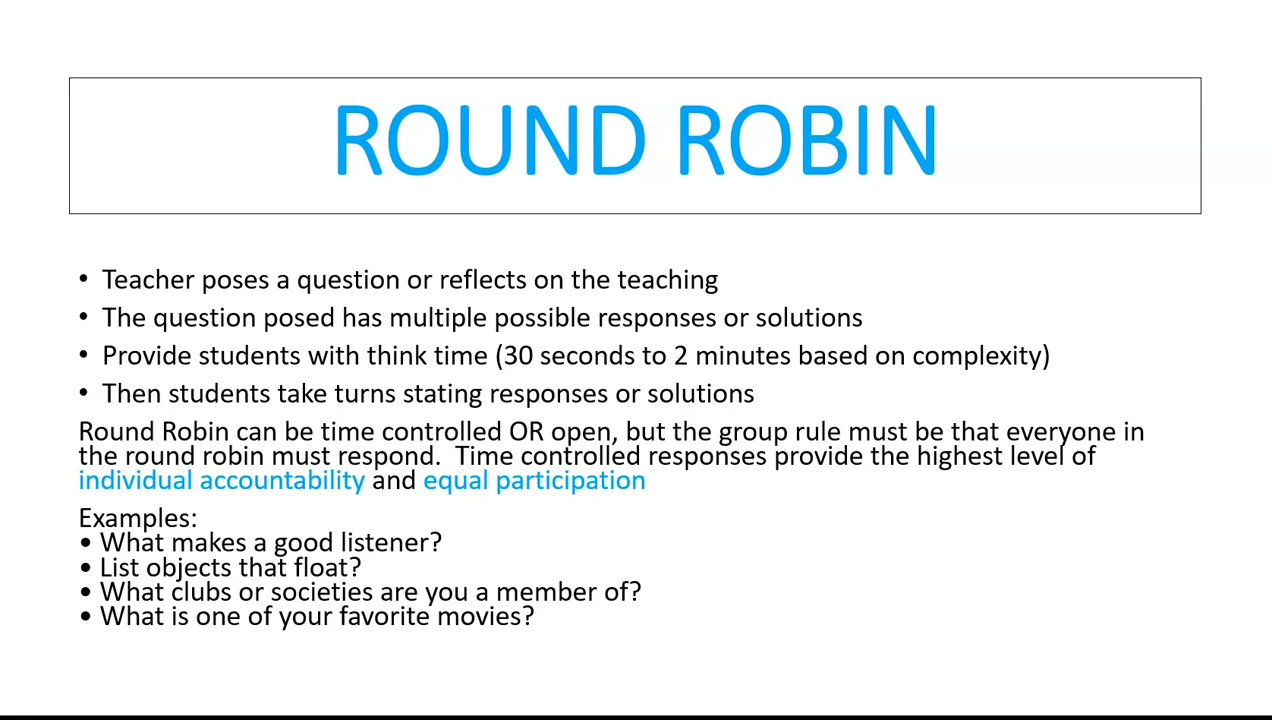 ROUND ROBIN
• Teacher poses a question or reflects on the teaching
• The question posed has multiple possible responses or solutions
• Provide students with think time (30 seconds to 2 minutes based on complexity)
• Then students take turns stating responses or solutions
Round Robin can be time controlled OR open, but the group rule must be that everyone in
the round robin must respond.  Time controlled responses provide the highest level of
individual accountability and equal participation
Examples:
• What makes a good listener?
• List objects that float?
• What clubs or societies are you a member of?
• What is one of your favorite movies?